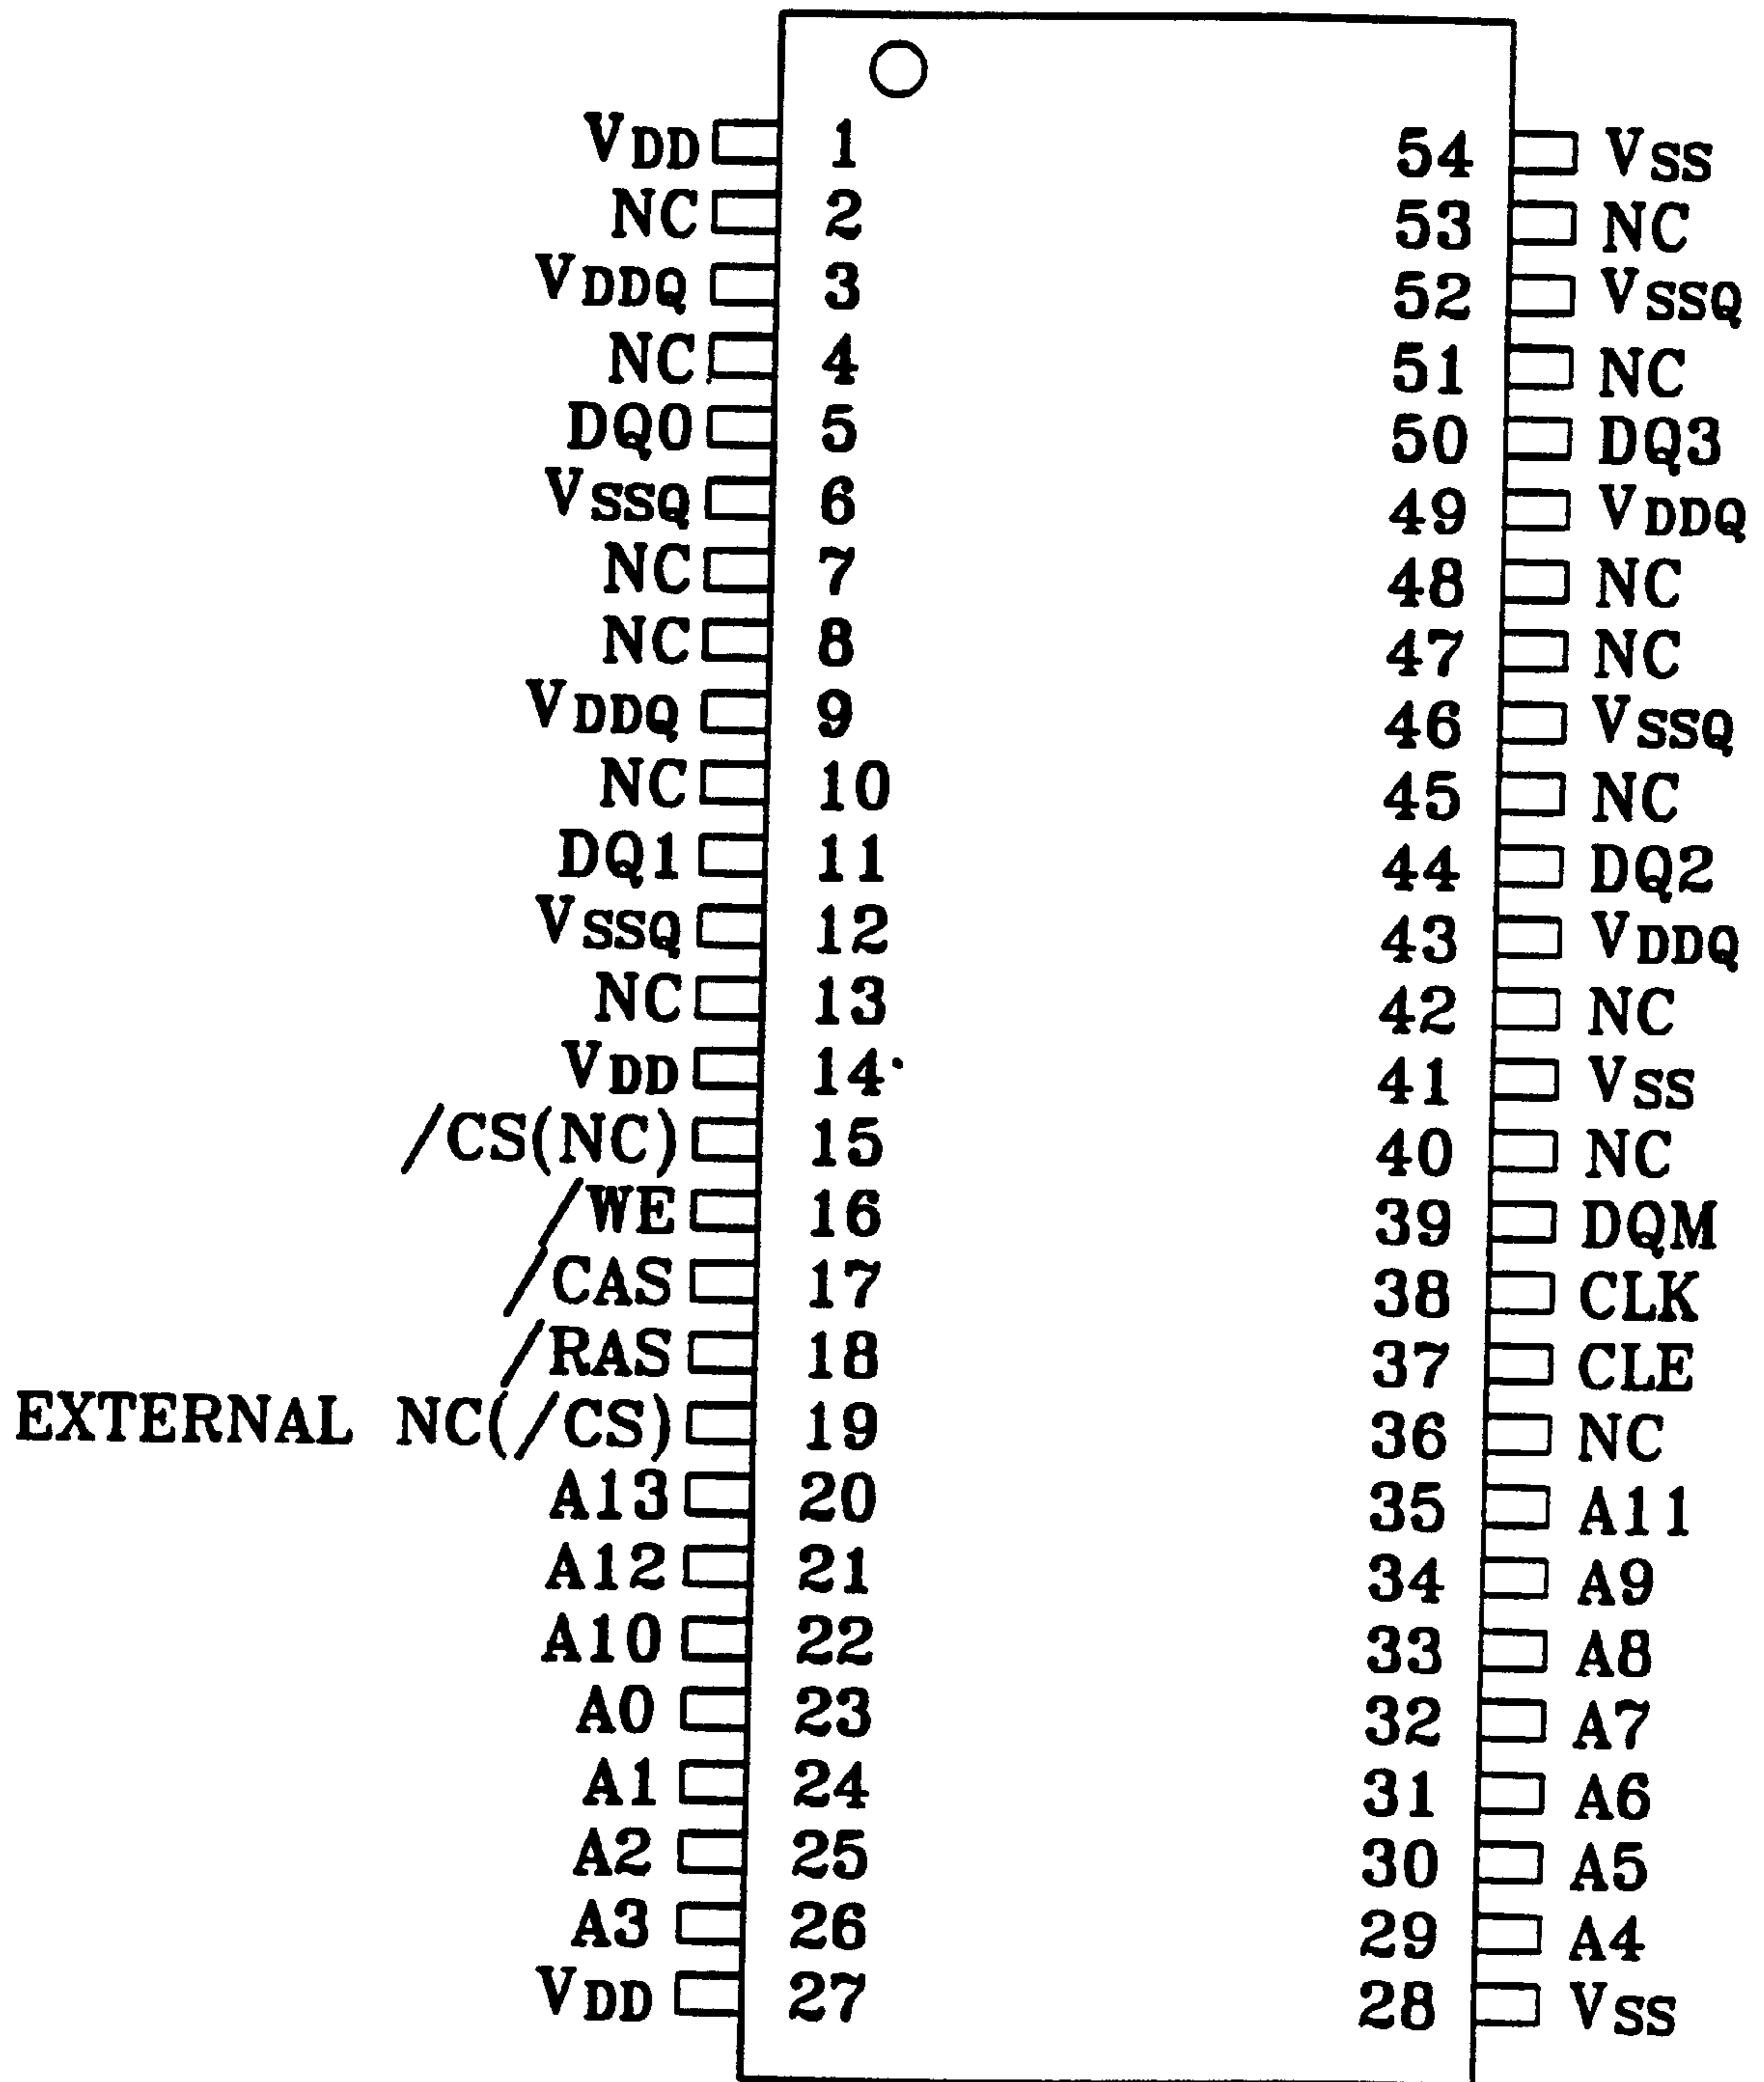 VDD 1 54 VSS
NC 2 53 NC
VDDQ 3 52 VSSQ
NC 4 51 NC
DQ0 5 50 DQ3
VSSQ 6 49 VDDQ
NC 7 48 NC
NC 8 47 NC
VDDQ 9 46 VSSQ
NC 10 45 NC
DQ1 11 44 DQ2
VSSQ 12 43 VDDQ
NC 13 42 NC
VDD 14 41 VSS
/CS(NC) 15 40 NC
/WE 16 39 DQM
/CAS 17 38 CLK
/RAS 18 37 CLE
EXTERNAL NC(/CS) 19 36 NC
A13 20 35 A11
A12 21 34 A9
A10 22 33 A8
A0 23 32 A7
A1 24 31 A6
A2 25 30 A5
A3 26 29 A4
VDD 27 28 VSS